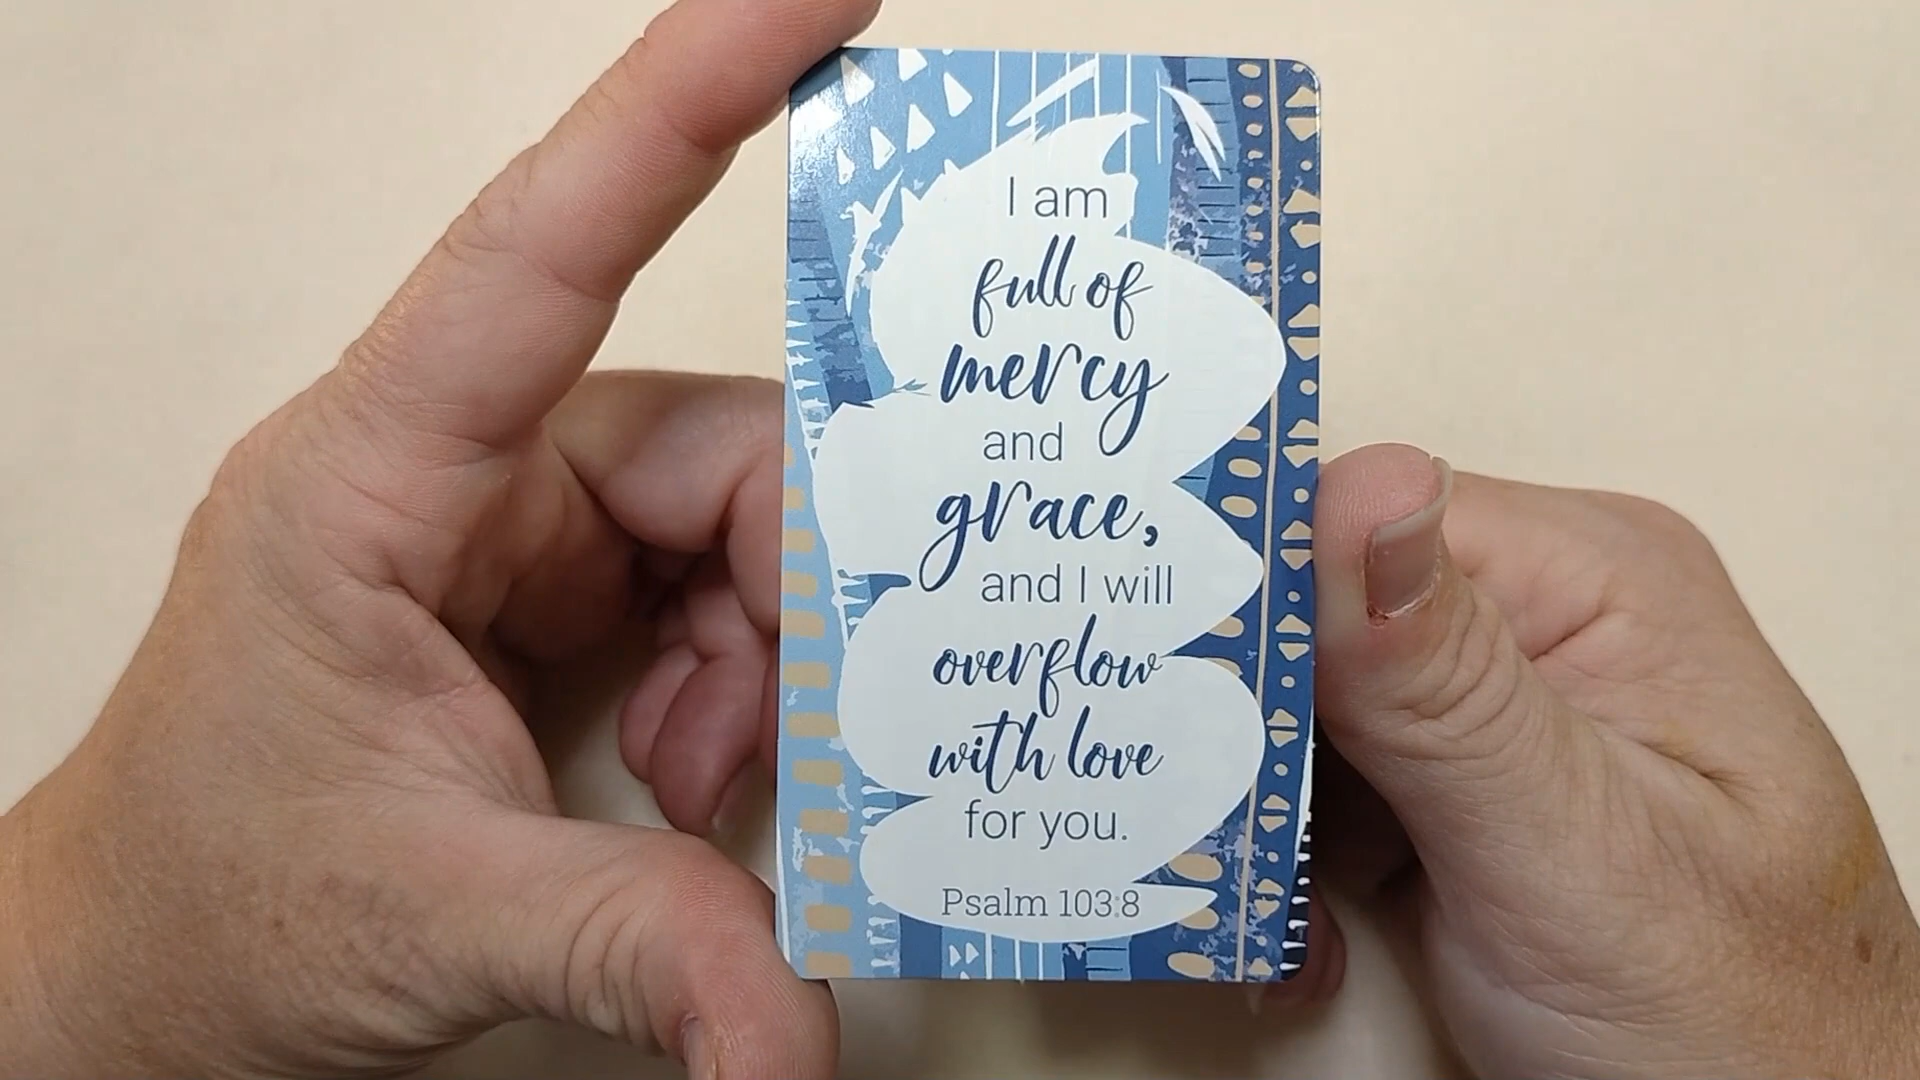 I am
full of
mercy
and
grace,
and I will
overflow
with love
for you.
Psalm 103:8